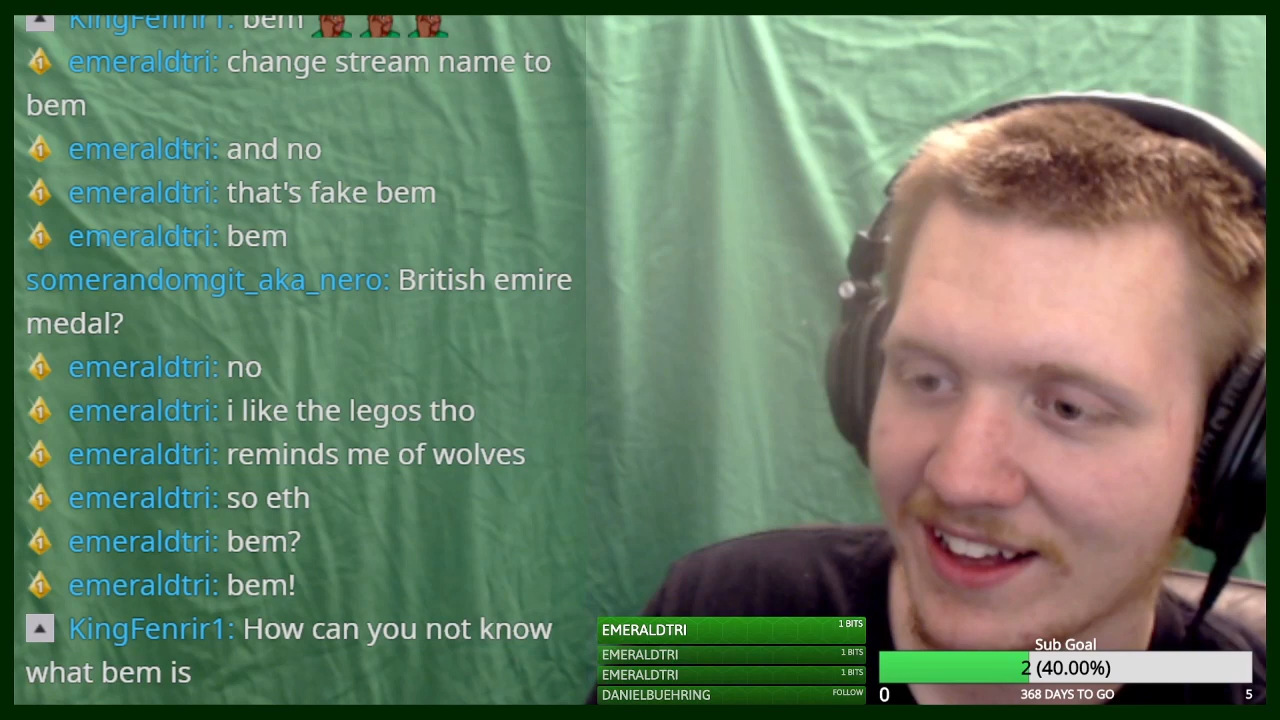 KingFenrir1: bem
emeraldtri: change stream name to
bem
emeraldtri: and no
emeraldtri: that's fake bem
emeraldtri: bem
somerandomgit_aka_nero: British emire
medal?
emeraldtri: no
emeraldtri: i like the legos tho
emeraldtri: reminds me of wolves
emeraldtri: so eth
emeraldtri: bem?
emeraldtri: bem!
KingFenrir1: How can you not know
what bem is
EMERALDTRI 1 BITS
EMERALDTRI 1 BITS
EMERALDTRI 1 BITS
DANIELBUEHRING FOLLOW
Sub Goal
2 (40.00%)
0 368 DAYS TO GO 5